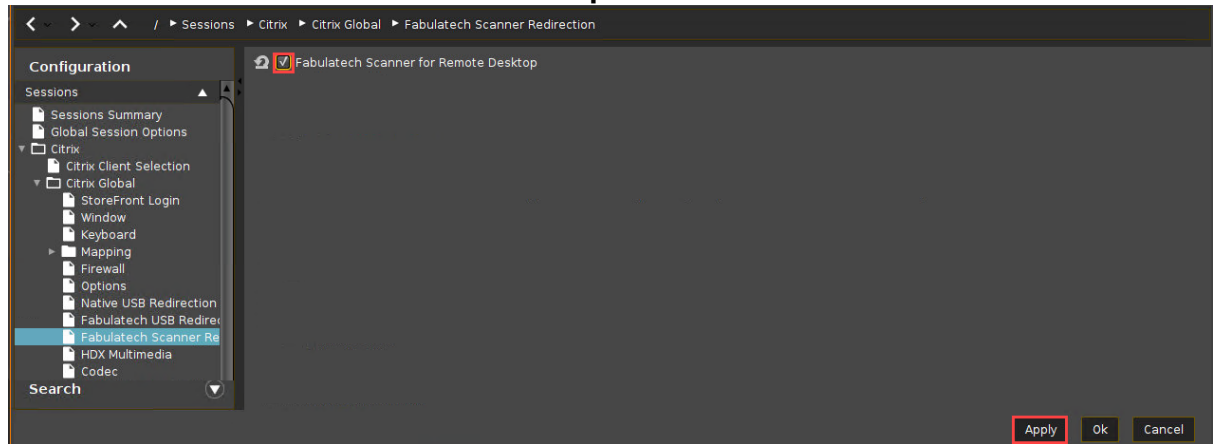 / ▸ Sessions ▸ Citrix ▸ Citrix Global ▸ Fabulatech Scanner Redirection
Configuration
Sessions
Sessions Summary
Global Session Options
Citrix
Citrix Client Selection
Citrix Global
StoreFront Login
Window
Keyboard
Mapping
Firewall
Options
Native USB Redirection
Fabulatech USB Redirec
Fabulatech Scanner Re
HDX Multimedia
Codec
Search
Fabulatech Scanner for Remote Desktop
Apply Ok Cancel